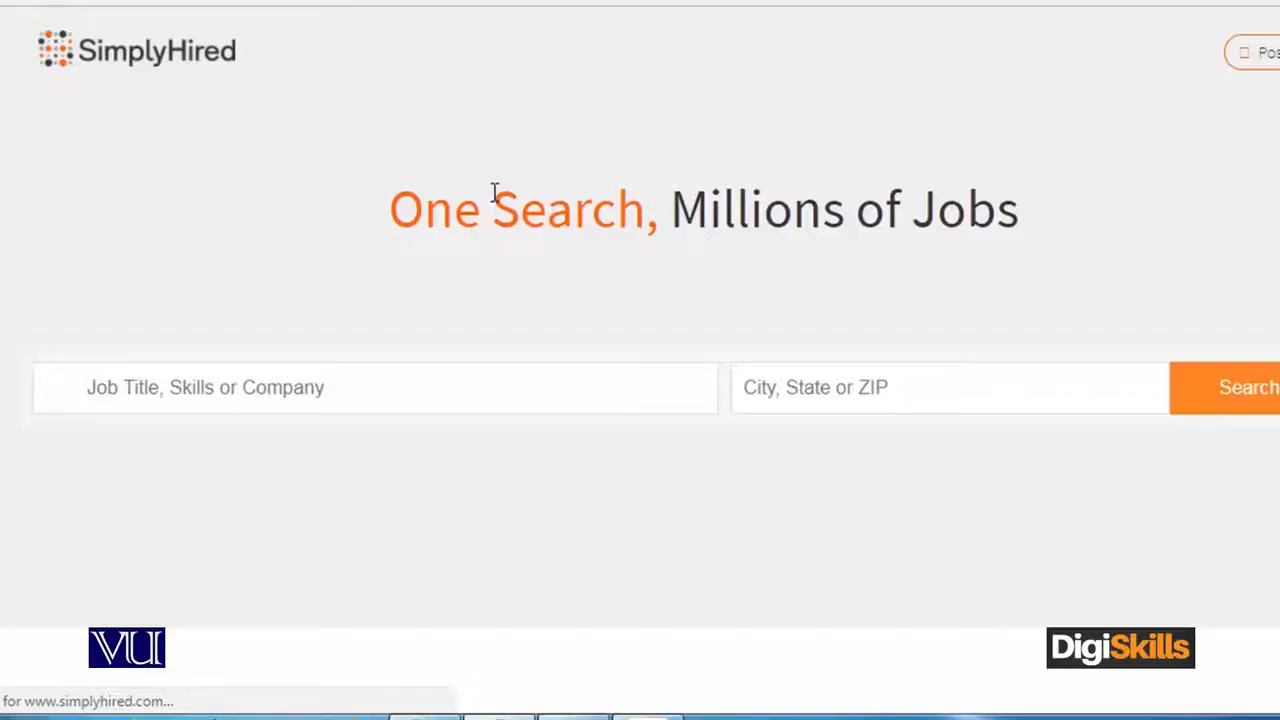 SimplyHired
Pos
One Search, Millions of Jobs
Job Title, Skills or Company
City, State or ZIP
Search
VU
DigiSkills
for www.simplyhired.com...